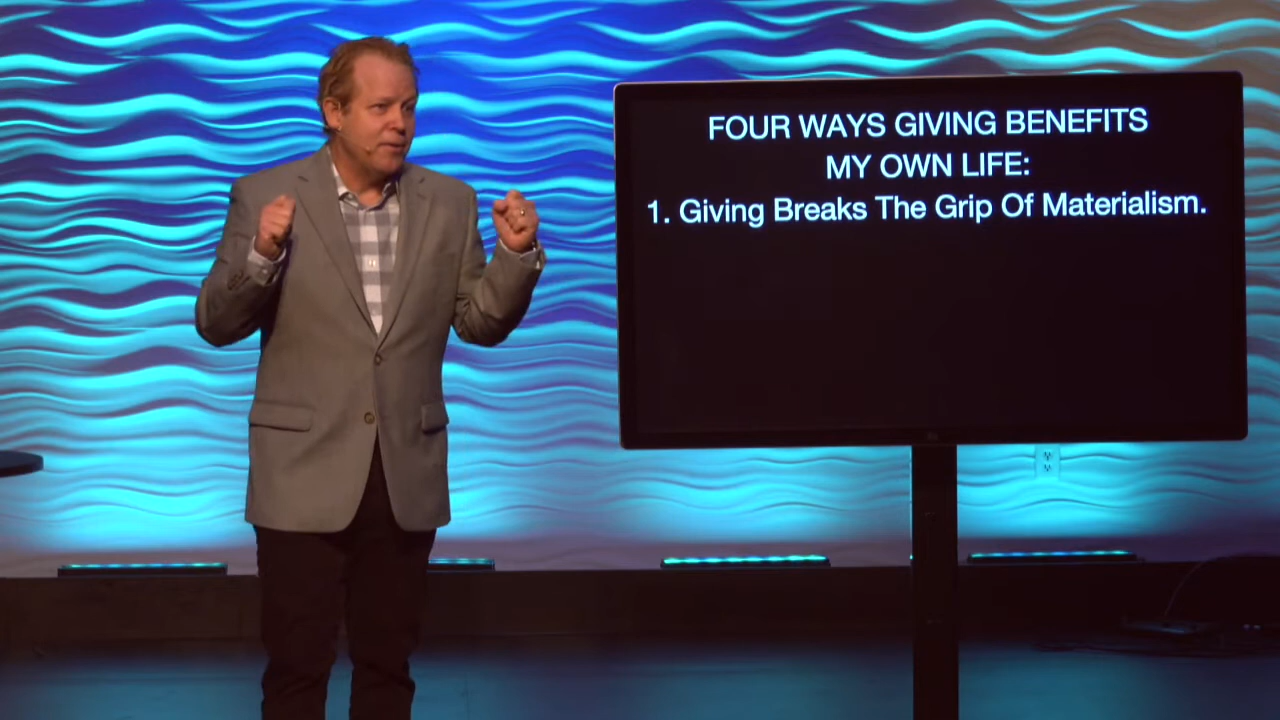 FOUR WAYS GIVING BENEFITS
MY OWN LIFE:
1. Giving Breaks The Grip Of Materialism.